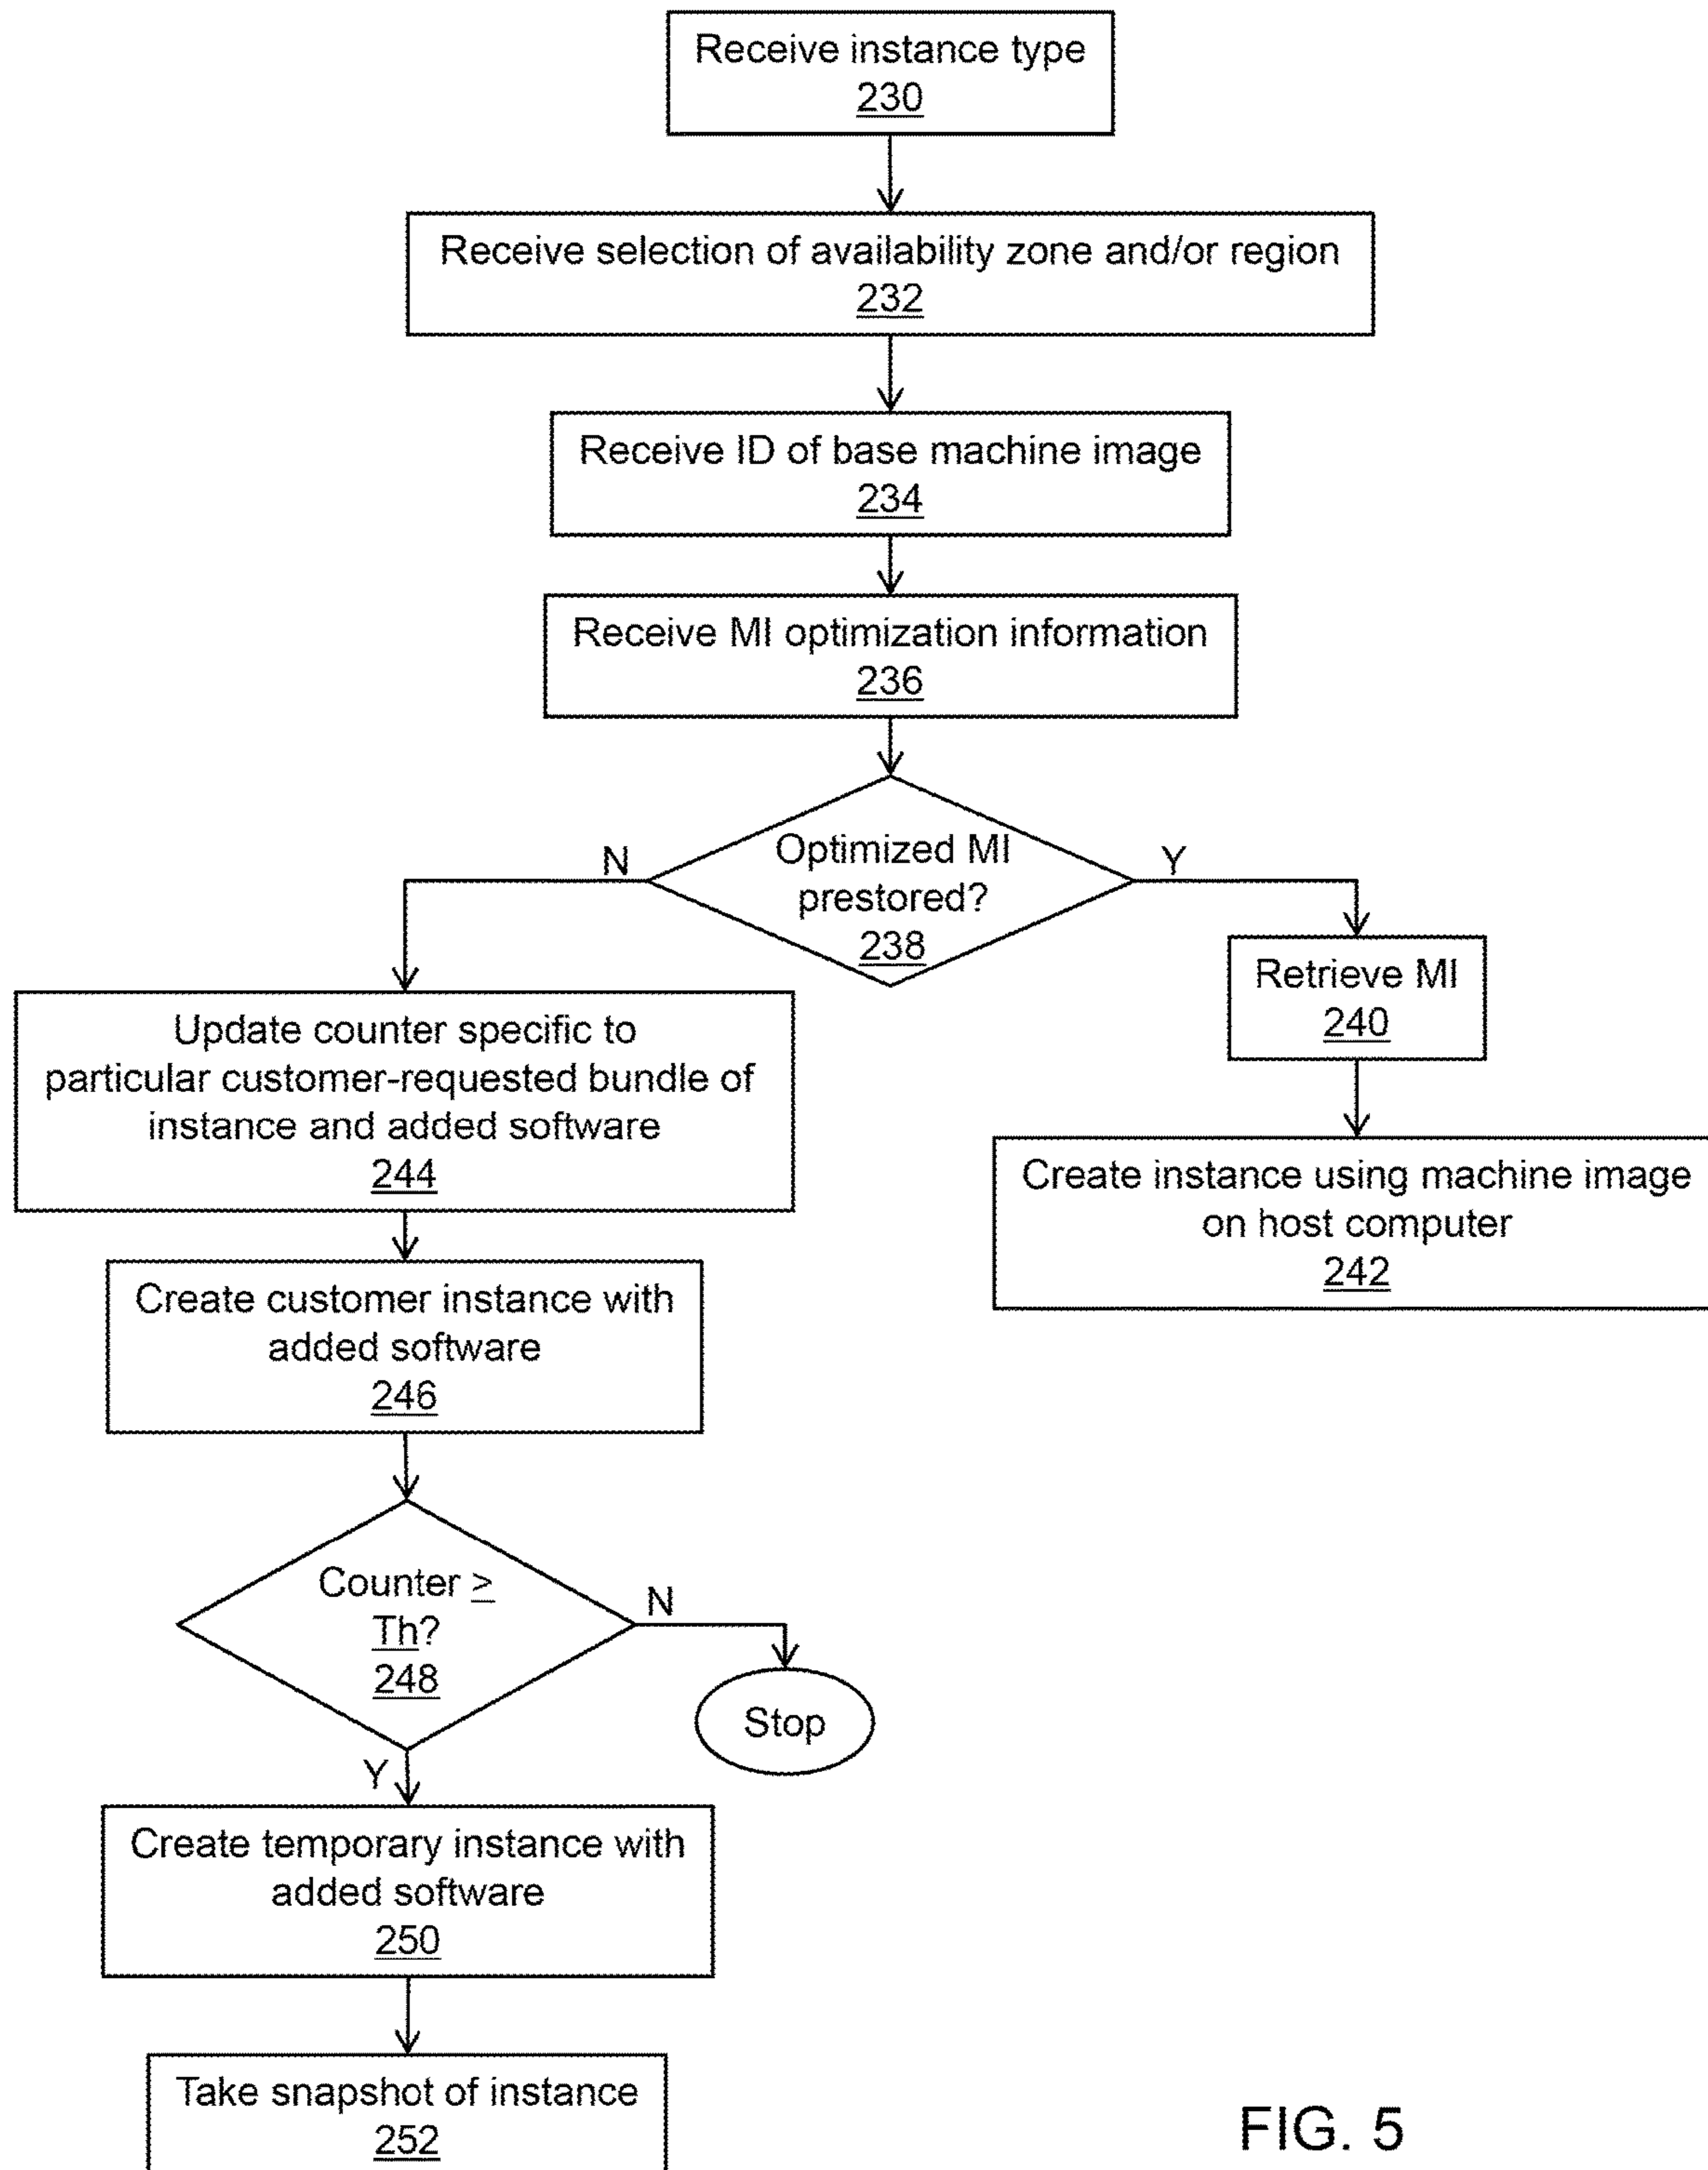 Receive instance type
230
Receive selection of availability zone and/or region
232
Receive ID of base machine image
234
Receive MI optimization information
236
Optimized MI
prestored?
238
N
Y
Retrieve MI
240
Create instance using machine image
on host computer
242
Update counter specific to
particular customer-requested bundle of
instance and added software
244
Create customer instance with
added software
246
Counter ≥
Th?
248
N
Stop
Y
Create temporary instance with
added software
250
Take snapshot of instance
252
FIG. 5